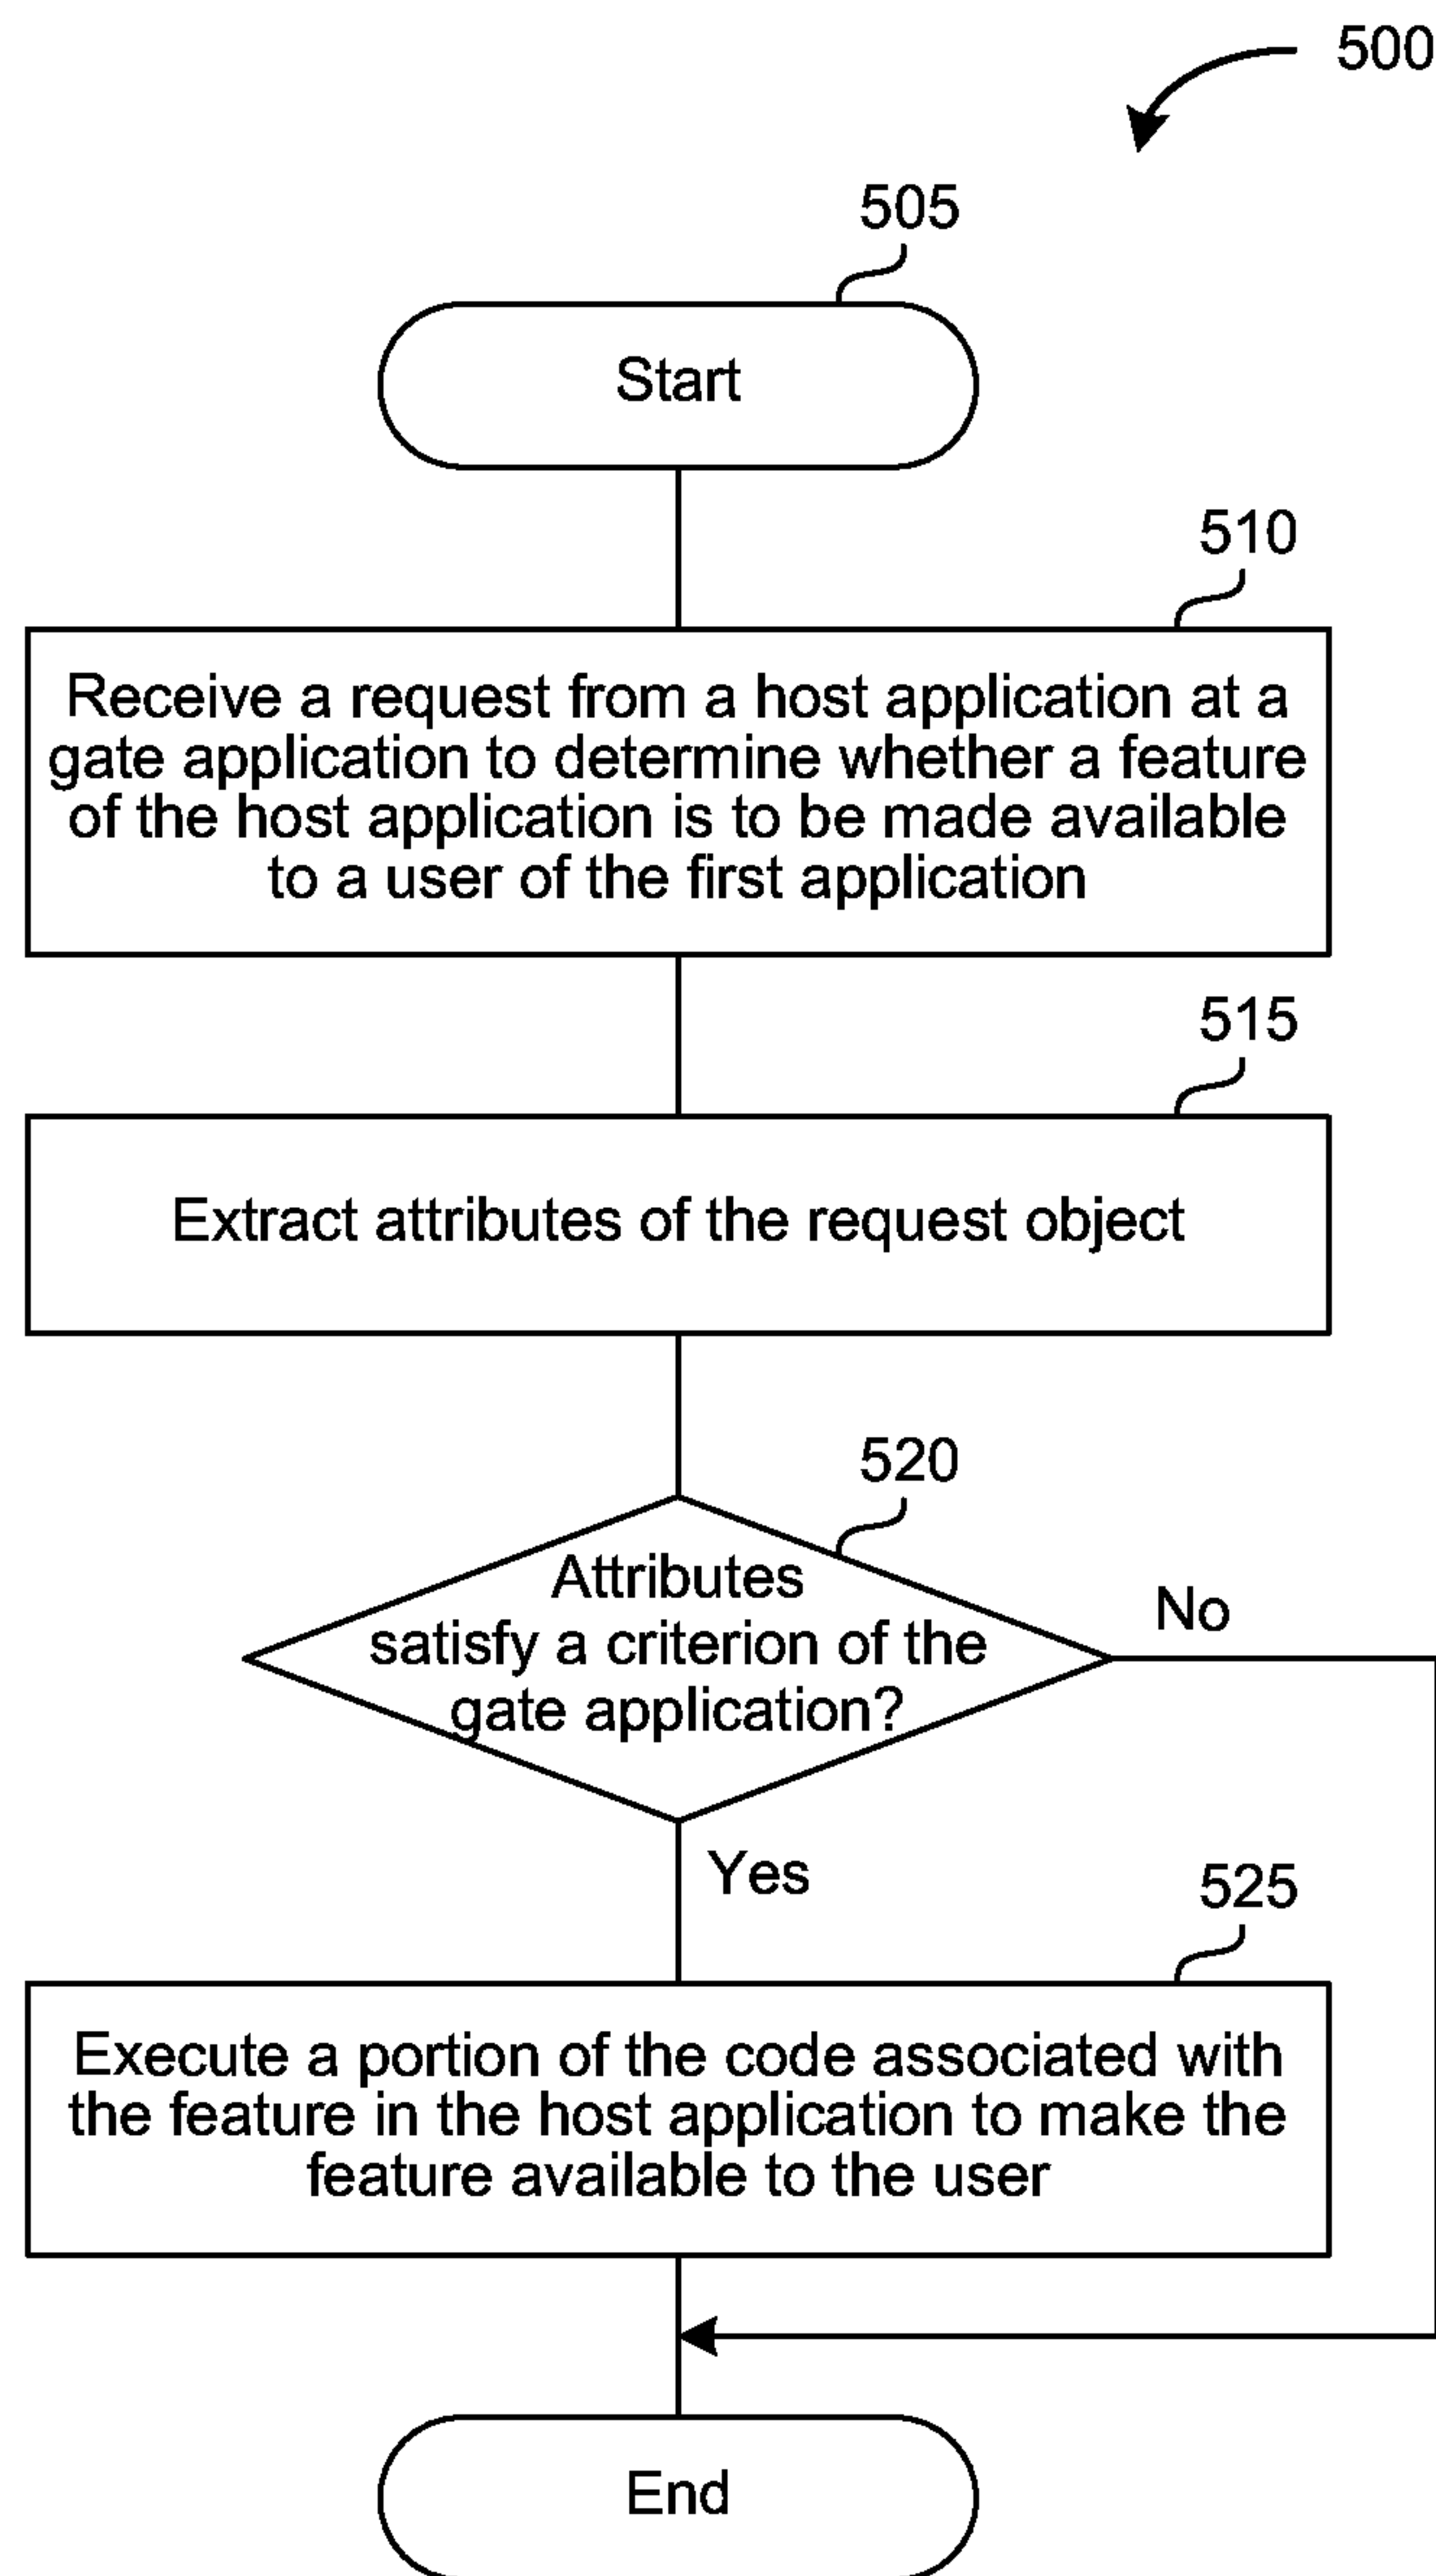 500
505
Start
510
Receive a request from a host application at a
gate application to determine whether a feature
of the host application is to be made available
to a user of the first application
515
Extract attributes of the request object
520
Attributes
satisfy a criterion of the
gate application?
No
Yes
525
Execute a portion of the code associated with
the feature in the host application to make the
feature available to the user
End